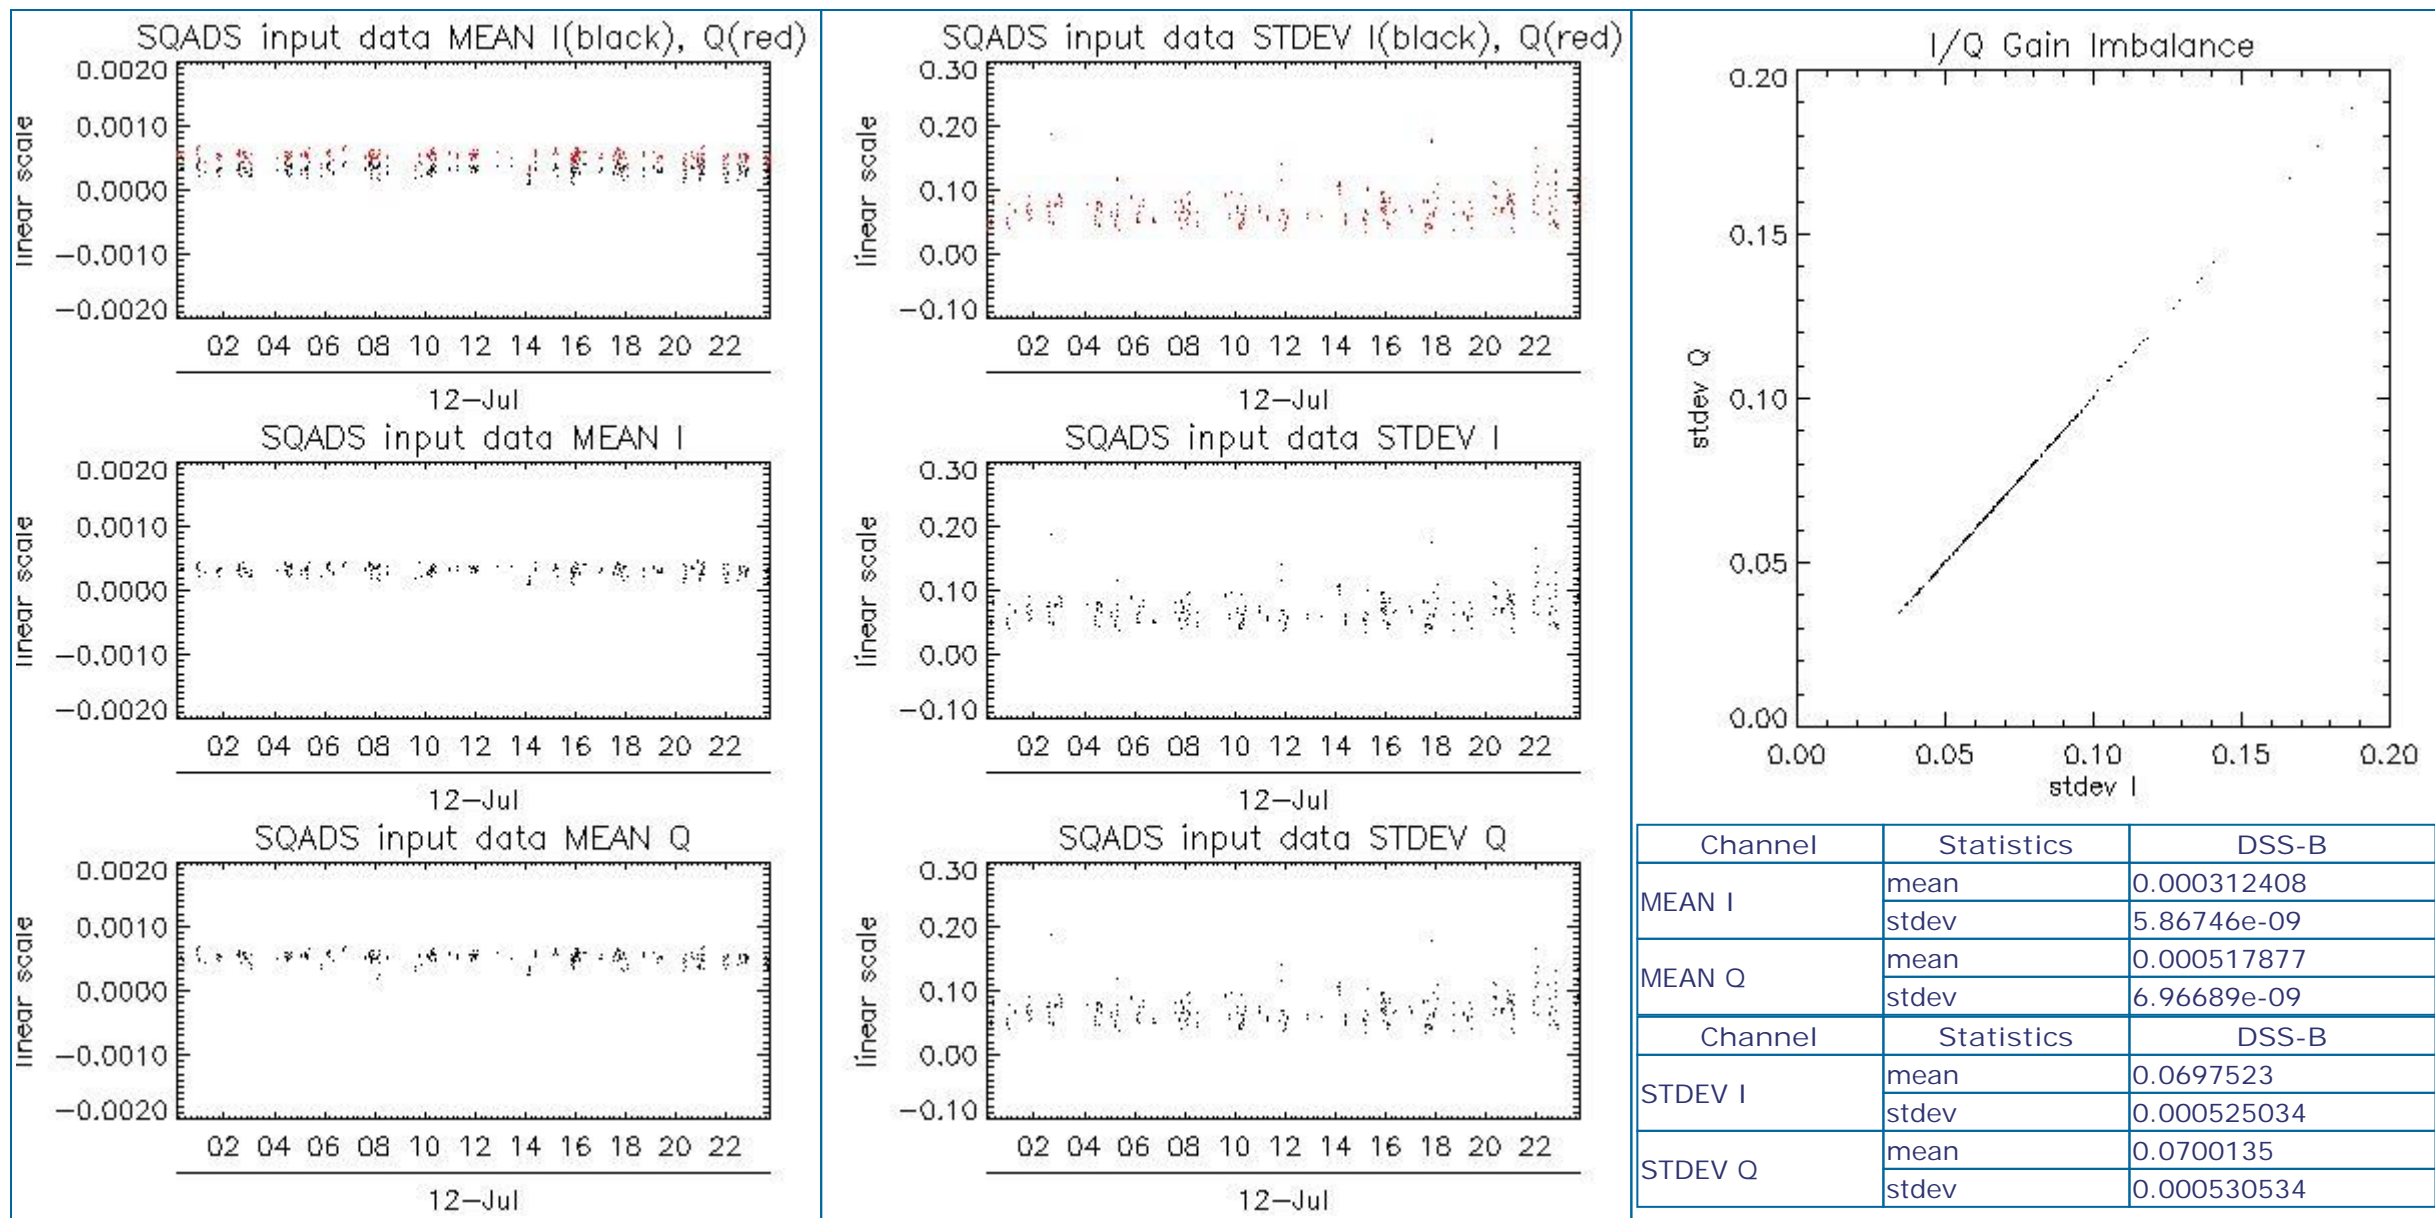 SQADS input data MEAN I(black), Q(red)
linear scale
0.0020
0.0010
0.0000
−0.0010
−0.0020
02 04 06 08 10 12 14 16 18 20 22
12−Jul
SQADS input data MEAN I
linear scale
0.0020
0.0010
0.0000
−0.0010
−0.0020
02 04 06 08 10 12 14 16 18 20 22
12−Jul
SQADS input data MEAN Q
linear scale
0.0020
0.0010
0.0000
−0.0010
−0.0020
02 04 06 08 10 12 14 16 18 20 22
12−Jul
SQADS input data STDEV I(black), Q(red)
linear scale
0.30
0.20
0.10
0.00
−0.10
02 04 06 08 10 12 14 16 18 20 22
12−Jul
SQADS input data STDEV I
linear scale
0.30
0.20
0.10
0.00
−0.10
02 04 06 08 10 12 14 16 18 20 22
12−Jul
SQADS input data STDEV Q
linear scale
0.30
0.20
0.10
0.00
−0.10
02 04 06 08 10 12 14 16 18 20 22
12−Jul
I/Q Gain Imbalance
stdev Q
0.20
0.15
0.10
0.05
0.00
0.00 0.05 0.10 0.15 0.20
stdev I
Channel Statistics DSS-B
MEAN I
mean 0.000312408
stdev 5.86746e-09
MEAN Q
mean 0.000517877
stdev 6.96689e-09
Channel Statistics DSS-B
STDEV I
mean 0.0697523
stdev 0.000525034
STDEV Q
mean 0.0700135
stdev 0.000530534